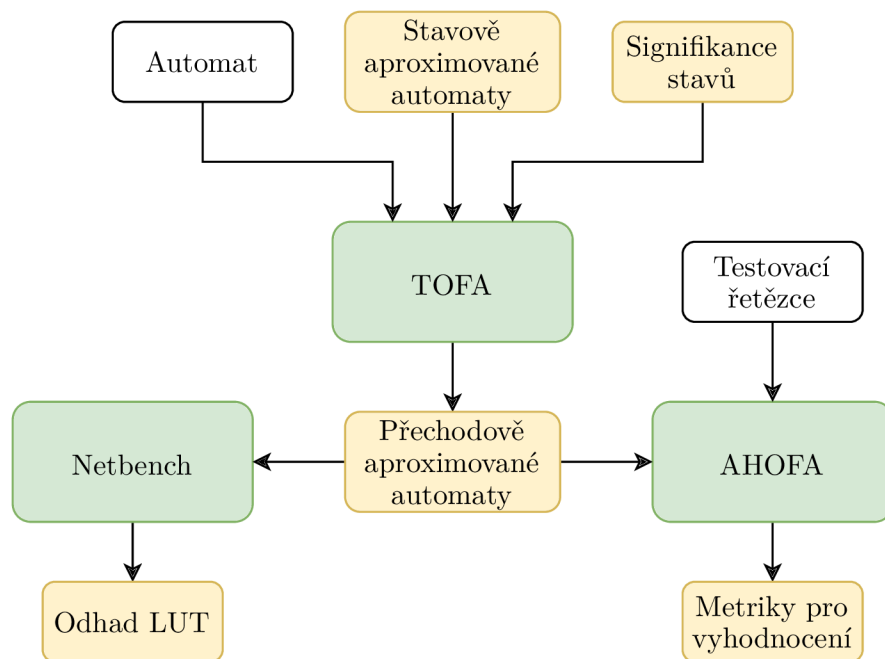 Automat
Stavově
aproximované
automaty
Signifikance
stavů
TOFA
Testovací
řetězce
Netbench
Přechodově
aproximované
automaty
AHOFA
Odhad LUT
Metriky pro
vyhodnocení